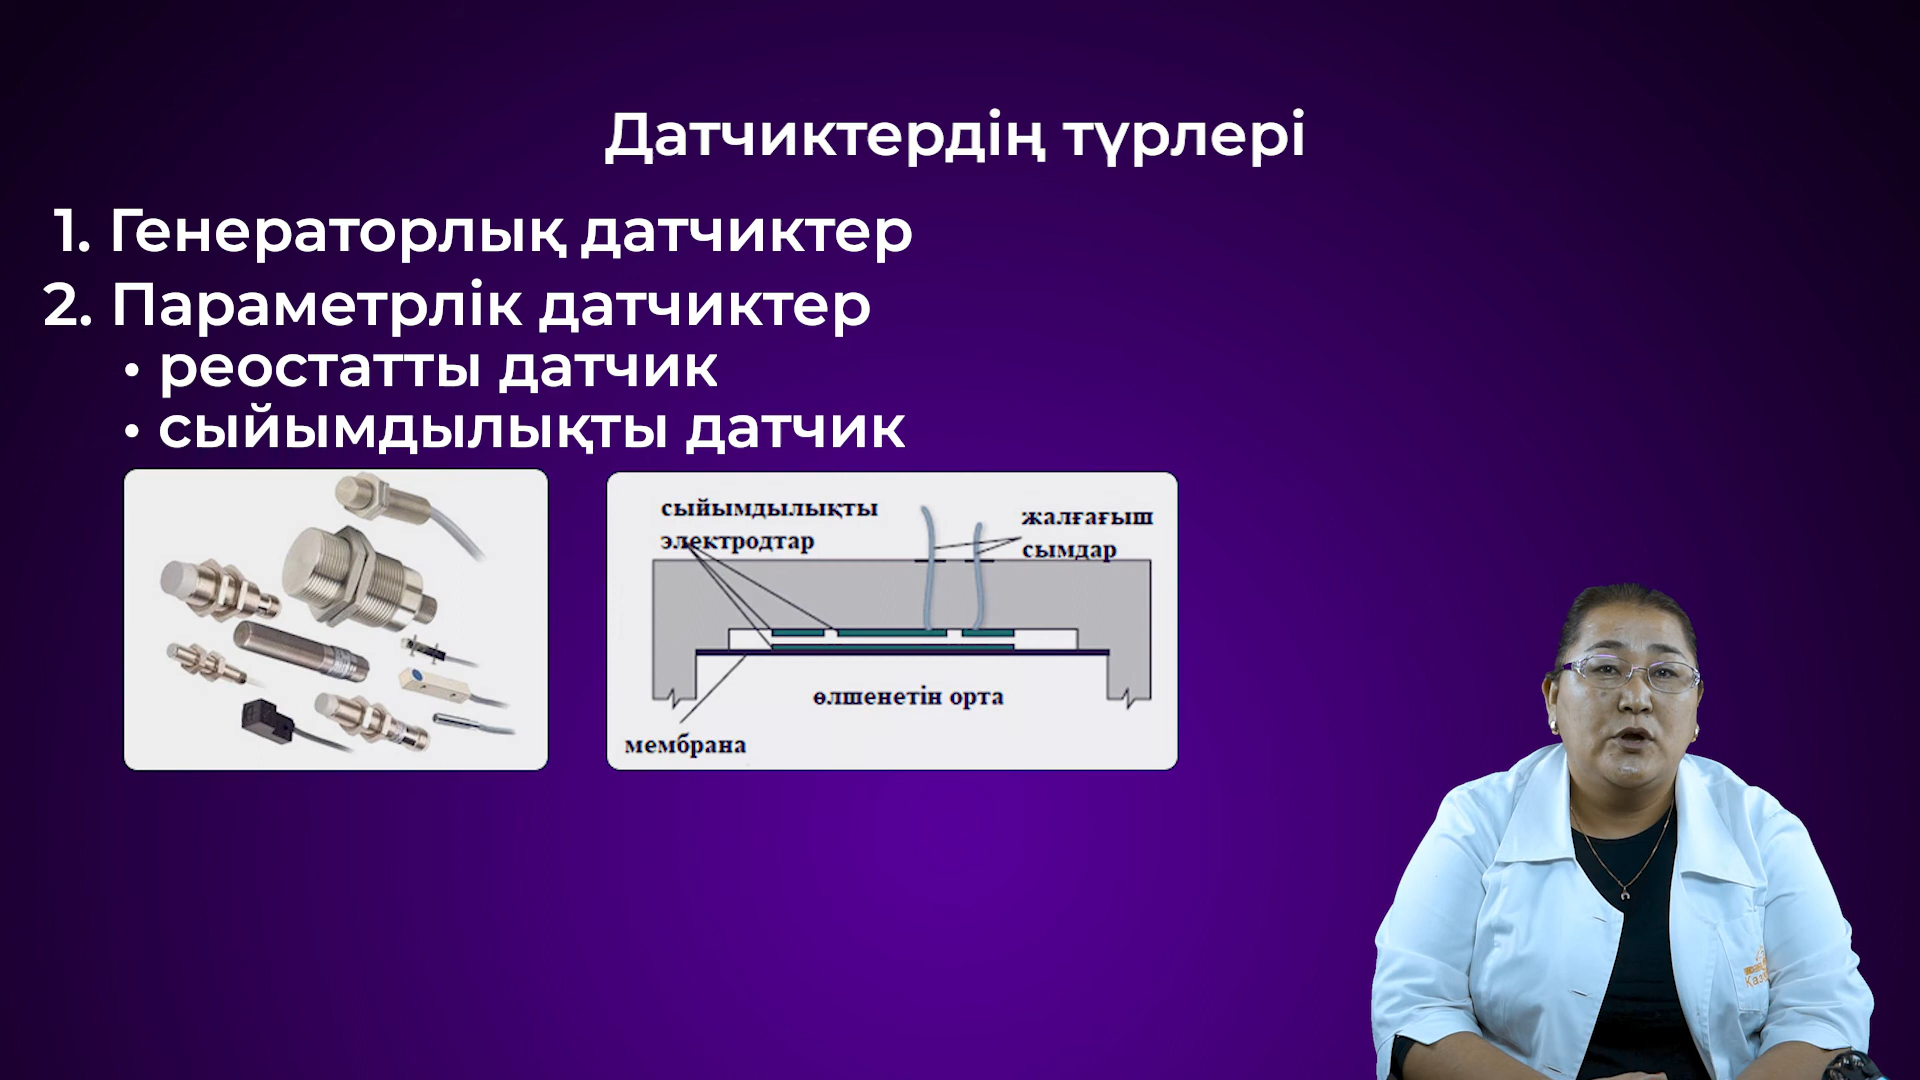 Датчиктердің түрлері
1. Генераторлық датчиктер
2. Параметрлік датчиктер
• реостатты датчик
• сыйымдылықты датчик
сыйымдылықты
электродтар
жалғағыш
сымдар
өлшенетін орта
мембрана